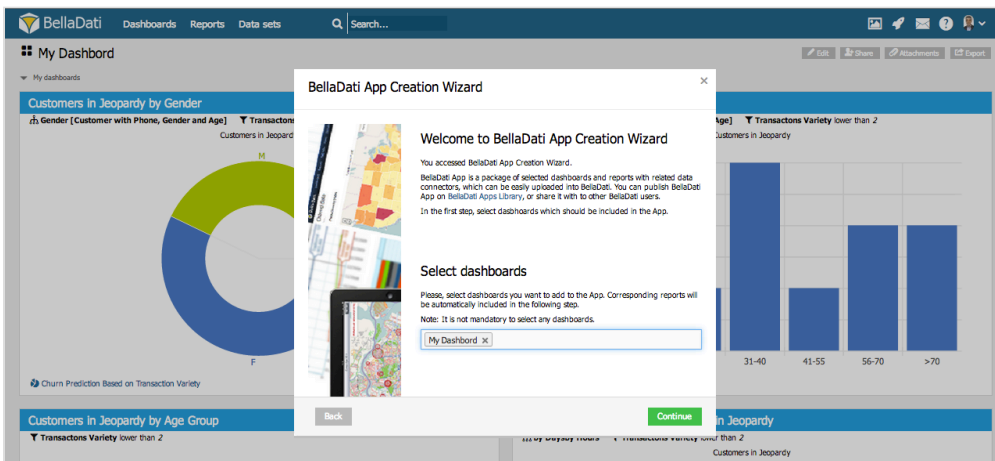 BellaDati Dashboards Reports Data sets Search...
My Dashbord Edit Share Attachments Export
My dashboards
Customers in Jeopardy by Gender
Gender [Customer with Phone, Gender and Age] Transactons
Customers in Jeopard
M
F
Churn Prediction Based on Transaction Variety
Customers in Jeopardy by Age Group
Transactons Variety lower than 2
BellaDati App Creation Wizard ×
Welcome to BellaDati App Creation Wizard
You accessed BellaDati App Creation Wizard.
BellaDati App is a package of selected dashboards and reports with related data
connectors, which can be easily uploaded into BellaDati. You can publish BellaDati
App on BellaDati Apps Library, or share it with to other BellaDati users.
In the first step, select dasbhoards which should be included in the App.
Select dashboards
Please, select dashboards you want to add to the App. Corresponding reports will
be automatically included in the following step.
Note: It is not mandatory to select any dashboards.
My Dashbord ×
Back Continue
Age] Transactons Variety lower than 2
Customers in Jeopardy
31-40 41-55 56-70 >70
in Jeopardy
by Daysby Hours Transactons Variety lower than 2
Customers in Jeopardy